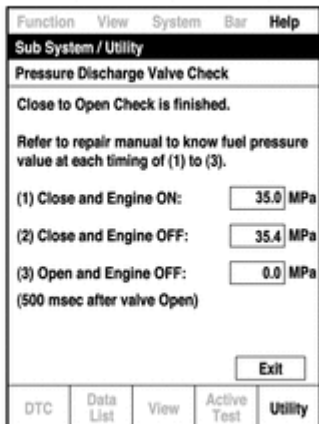 Function View System Bar Help
Sub System / Utility
Pressure Discharge Valve Check
Close to Open Check is finished.
Refer to repair manual to know fuel pressure
value at each timing of (1) to (3).
(1) Close and Engine ON: 35.0 MPa
(2) Close and Engine OFF: 35.4 MPa
(3) Open and Engine OFF: 0.0 MPa
(500 msec after valve Open)
Exit
DTC Data List View Active Test Utility